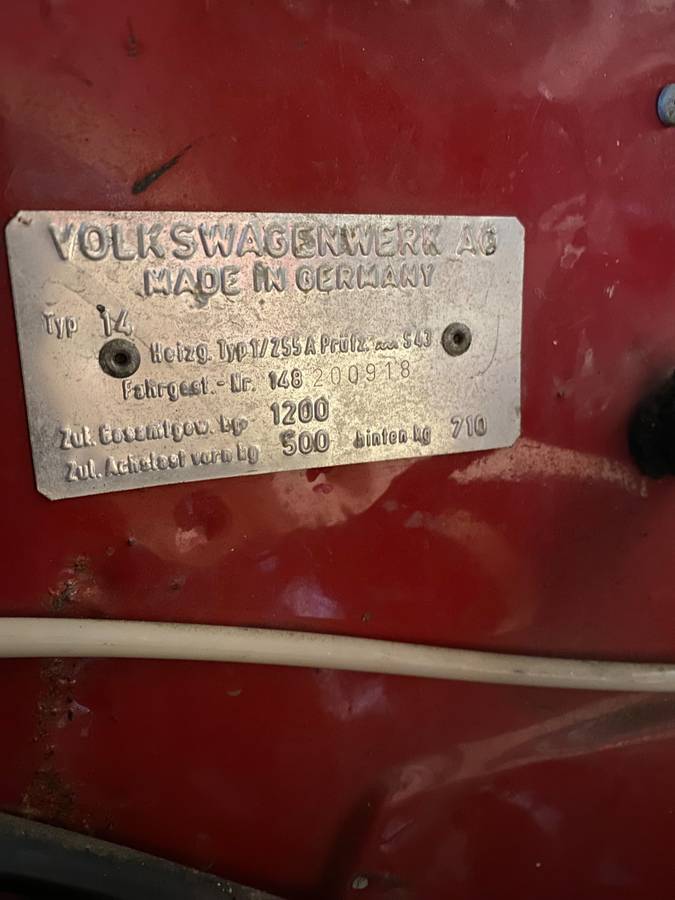 VOLKSWAGENWERK AG
MADE IN GERMANY
Typ 14
Heizg. Typ T/255 A Prüfz. ~~~ S 43
Fahrgest.-Nr. 148 200918
Zul. Gesamtgew. kg 1200
Zul. Achslast vorn kg 500 hinten kg 710